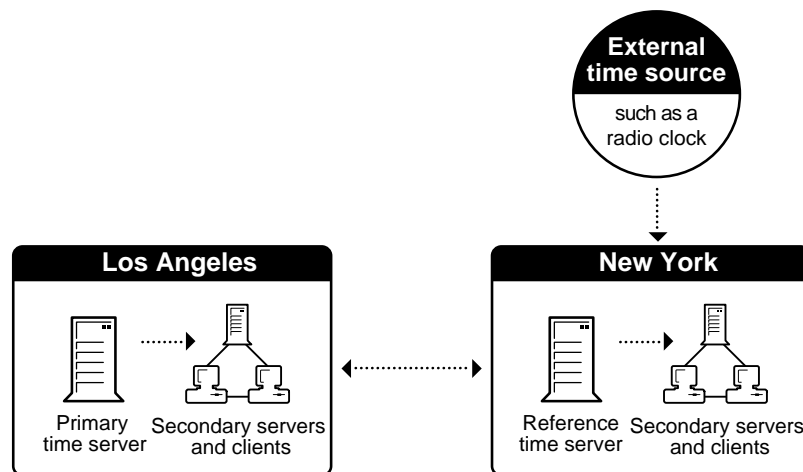 External
time source
such as a
radio clock
Los Angeles
Primary
time server
Secondary servers
and clients
New York
Reference
time server
Secondary servers
and clients